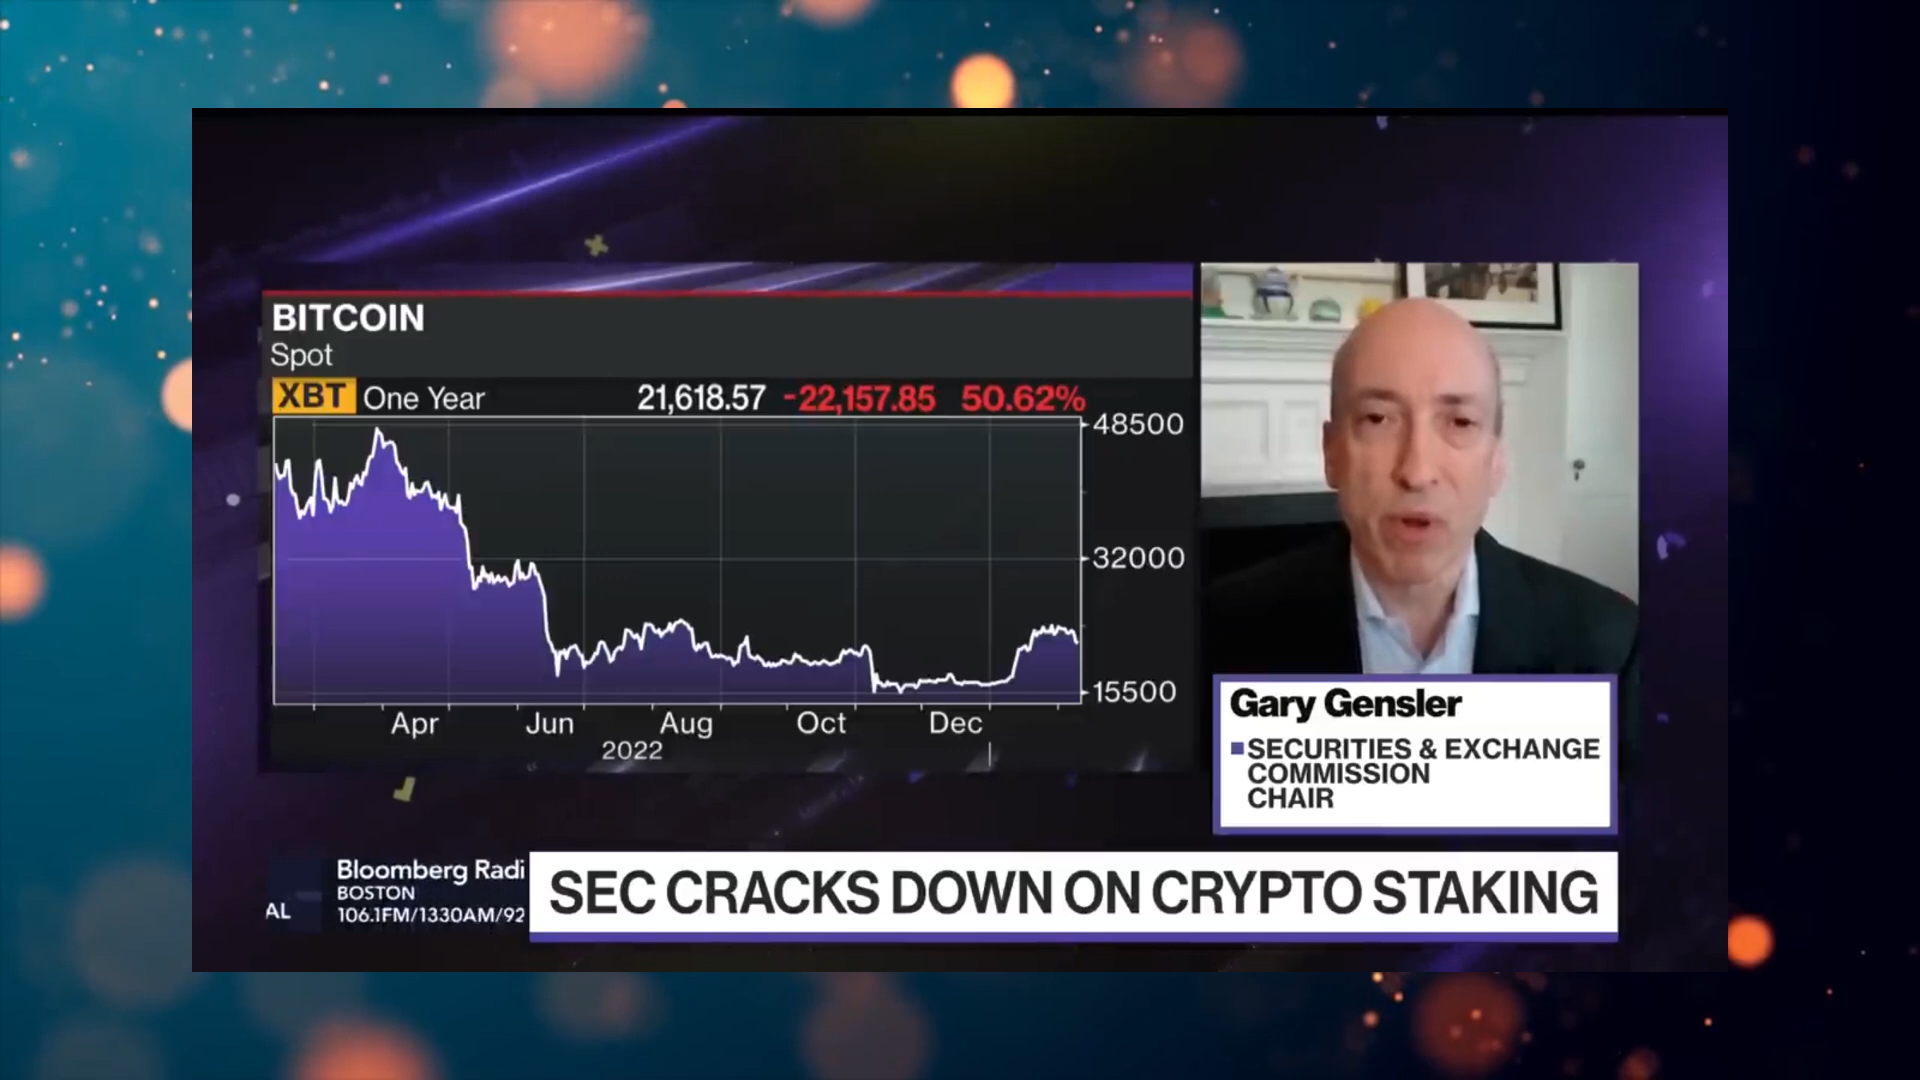 BITCOIN
Spot
XBT One Year 21,618.57 -22,157.85 50.62%
48500
32000
15500
Apr Jun Aug Oct Dec
2022
Gary Gensler
SECURITIES & EXCHANGE
COMMISSION
CHAIR
Bloomberg Radi
BOSTON
AL 106.1FM/1330AM/92
SEC CRACKS DOWN ON CRYPTO STAKING